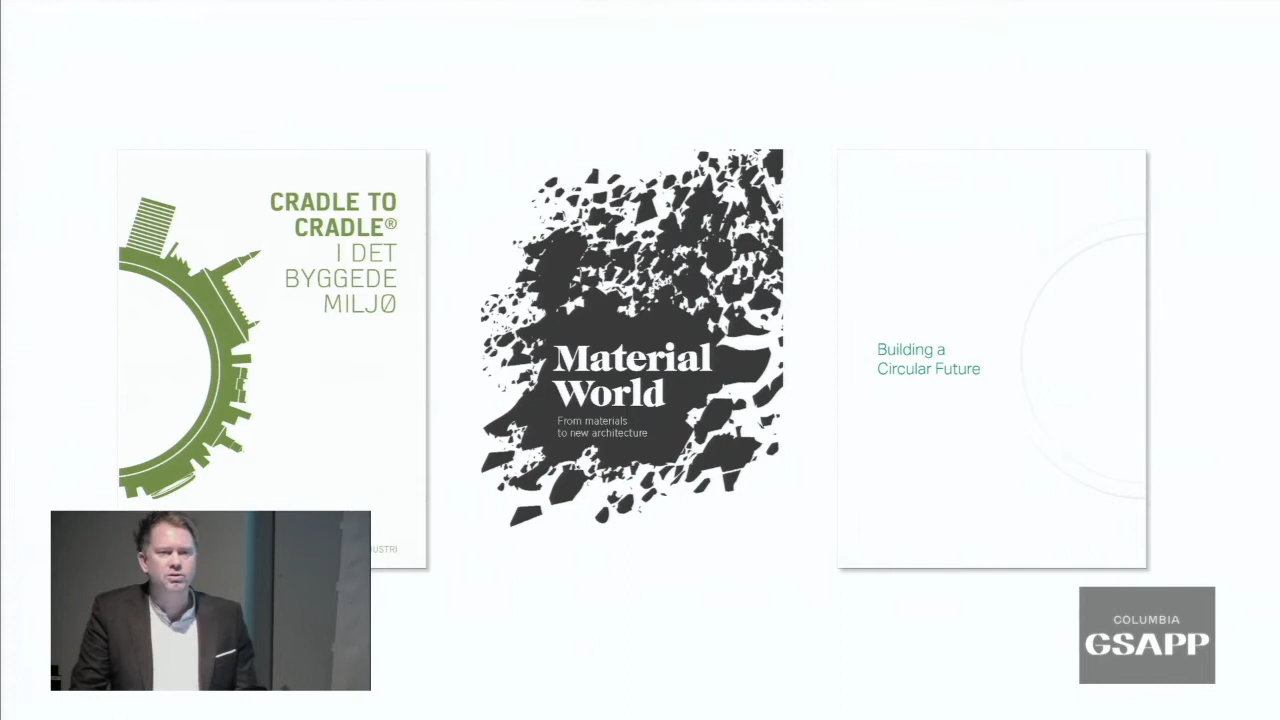 CRADLE TO
CRADLE®
I DET
BYGGEDE
MILJØ
Material
World
From materials
to new architecture
Building a
Circular Future
COLUMBIA
GSAPP